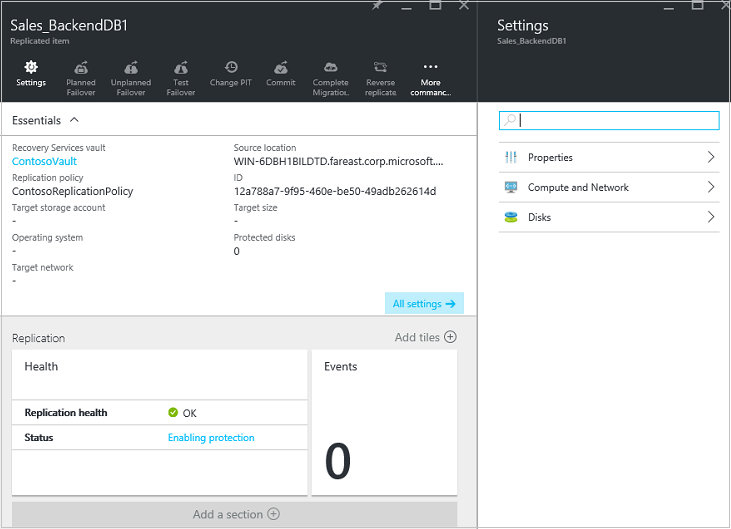 Sales_BackendDB1
Replicated item
Settings
Planned Failover
Unplanned Failover
Test Failover
Change PIT
Commit
Complete Migratio..
Reverse replicate
More commanc...
Essentials
Recovery Services vault
ContosoVault
Source location
WIN-6DBH1BILDTD.fareast.corp.microsoft....
Replication policy
ContosoReplicationPolicy
ID
12a788a7-9f95-460e-be50-49adb262614d
Target storage account
-
Target size
-
Operating system
-
Protected disks
0
Target network
-
All settings →
Replication
Add tiles
Health
Replication health
OK
Status
Enabling protection
Events
0
Add a section
Settings
Sales_BackendDB1
Properties
Compute and Network
Disks